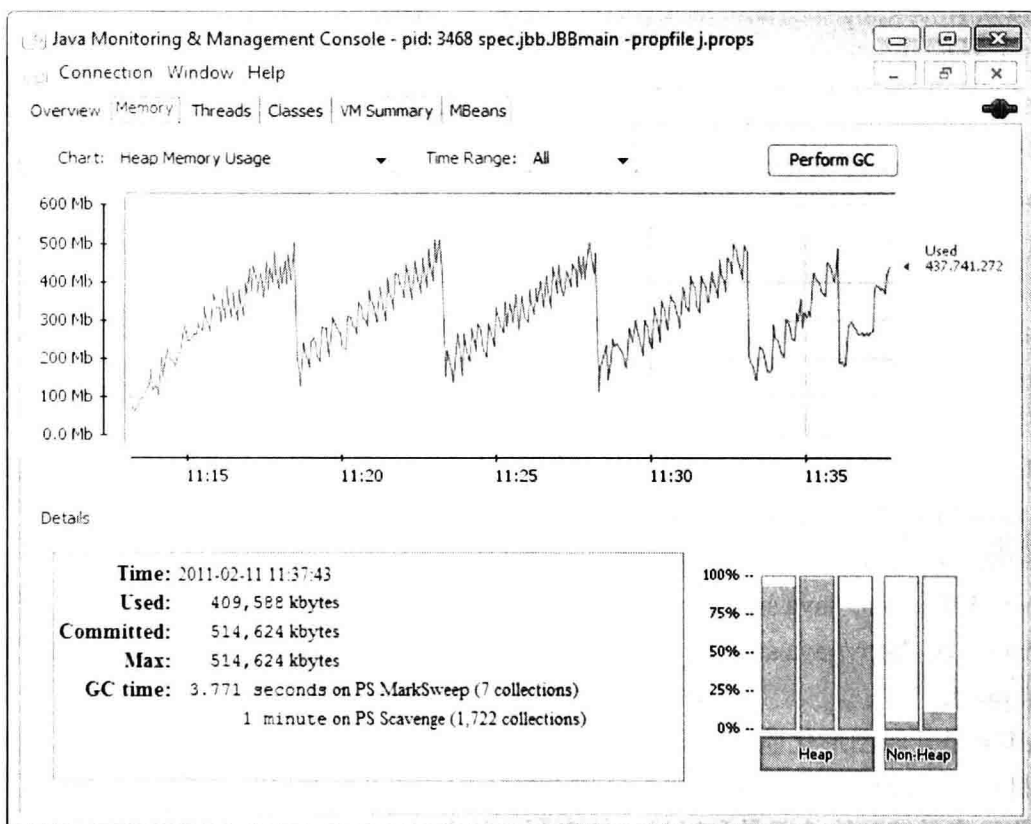 Java Monitoring & Management Console - pid: 3468 spec.jbb.JBBmain -propfile j.props
Connection Window Help
Overview Memory Threads Classes VM Summary MBeans
Chart: Heap Memory Usage Time Range: All Perform GC
600 Mb
500 Mb
400 Mb
300 Mb
200 Mb
100 Mb
0.0 Mb
Used
437.741.272
11:15 11:20 11:25 11:30 11:35
Details
Time: 2011-02-11 11:37:43
Used: 409,588 kbytes
Committed: 514,624 kbytes
Max: 514,624 kbytes
GC time: 3.771 seconds on PS MarkSweep (7 collections)
1 minute on PS Scavenge (1,722 collections)
100% --
75% --
50% --
25% --
0% --
Heap Non-Heap